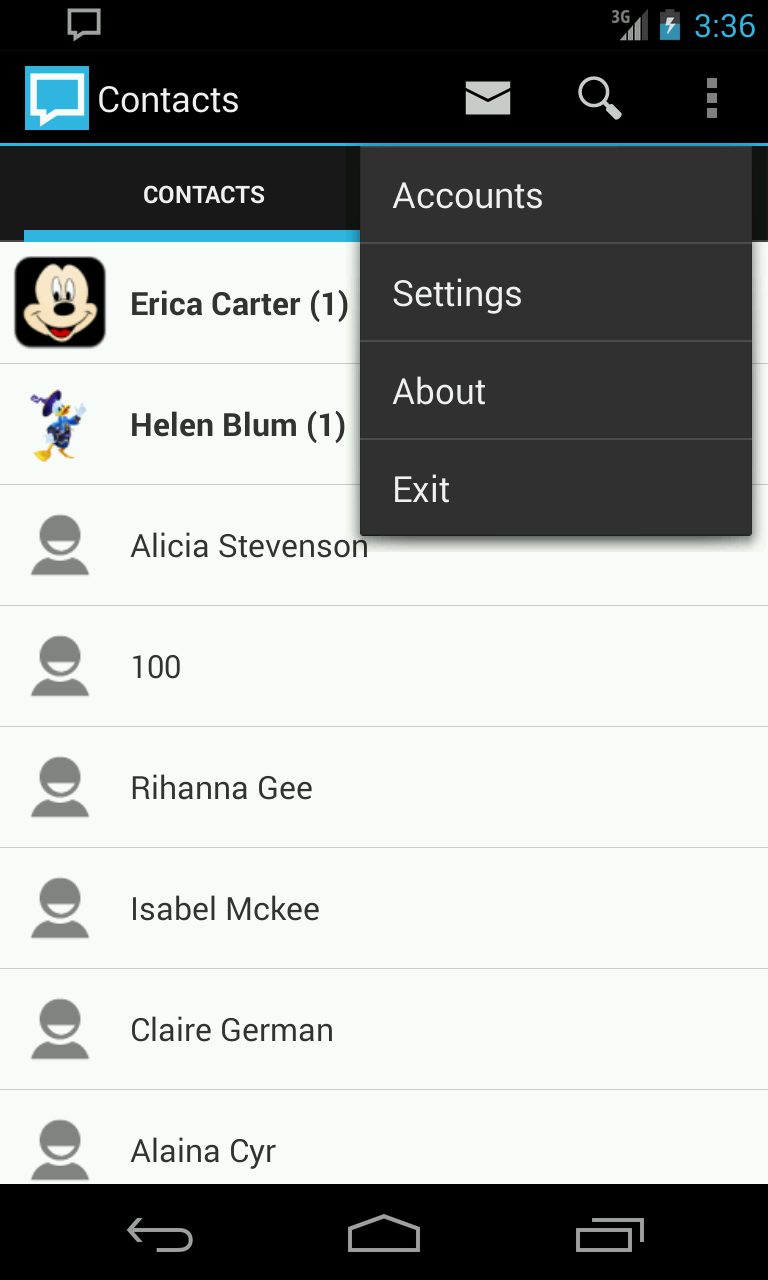 3G 3:36
Contacts
CONTACTS
Accounts
Settings
About
Exit
Erica Carter (1)
Helen Blum (1)
Alicia Stevenson
100
Rihanna Gee
Isabel Mckee
Claire German
Alaina Cyr